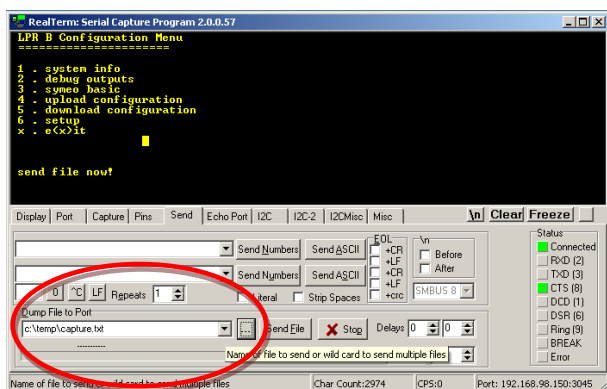 RealTerm: Serial Capture Program 2.0.0.57
LPR B Configuration Menu
=====================
1 . system info
2 . debug outputs
3 . symeo basic
4 . upload configuration
5 . download configuration
6 . setup
x . e(x)it
send file now!
Display Port Capture Pins Send Echo Port I2C I2C-2 I2CMisc Misc \n Clear Freeze
Status
EOL \n
Send Numbers Send ASCII +CR Before Connected
+LF After RXD (2)
Send Numbers Send ASCII +CR TXD (3)
+LF
0 ^C LF Repeats 1 Literal Strip Spaces +crc SMBUS 8 CTS (8)
DCD (1)
Dump File to Port DSR (6)
c:\temp\capture.txt ... Send File Stop Delays 0 0 Ring (9)
BREAK
Name of file to send or wild card to send multiple files Error
Name of file to send or wild card to send multiple files Char Count:2974 CPS:0 Port: 192.168.98.150:3045